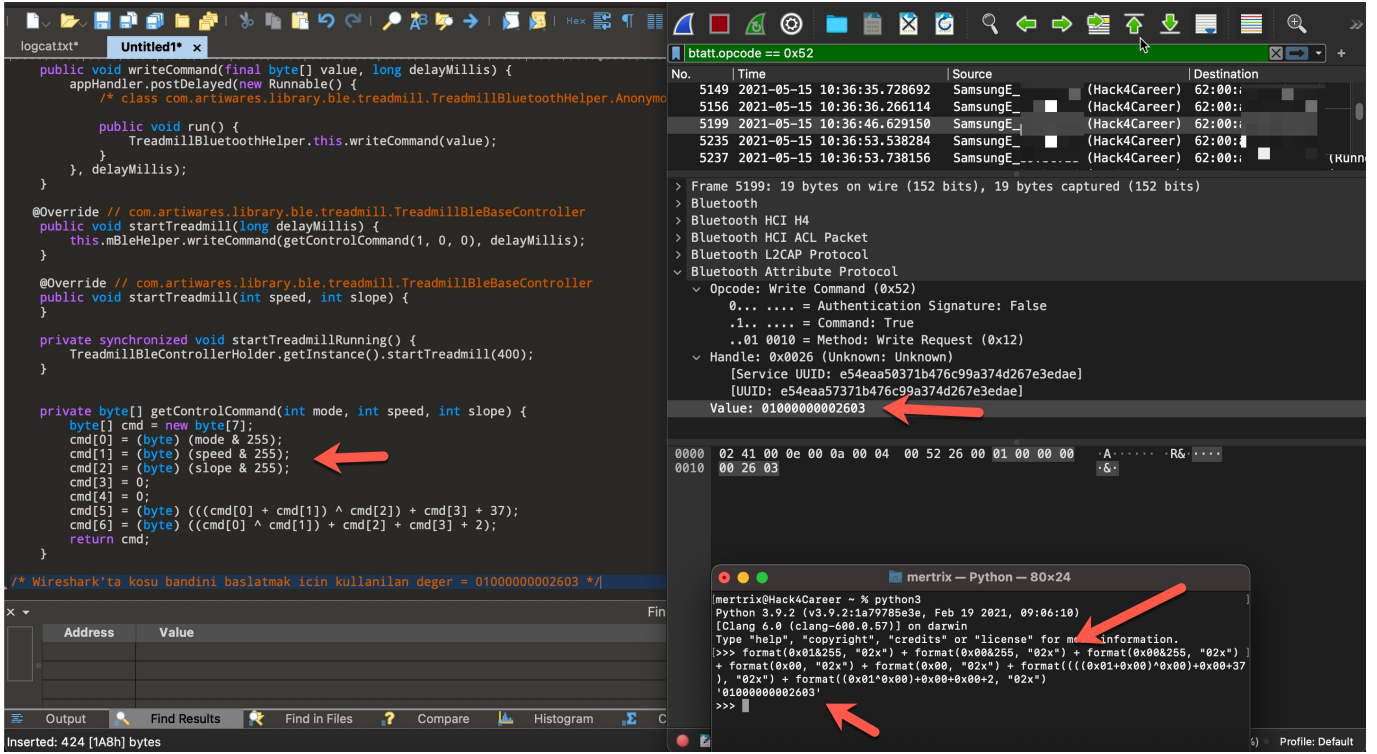 Hex
logcat.txt*
Untitled1* x
public void writeCommand(final byte[] value, long delayMillis) {
appHandler.postDelayed(new Runnable() {
/* class com.artiwares.library.ble.treadmill.TreadmillBluetoothHelper.Anonymo
public void run() {
TreadmillBluetoothHelper.this.writeCommand(value);
}
}, delayMillis);
}
@Override // com.artiwares.library.ble.treadmill.TreadmillBleBaseController
public void startTreadmill(long delayMillis) {
this.mBleHelper.writeCommand(getControlCommand(1, 0, 0), delayMillis);
}
@Override // com.artiwares.library.ble.treadmill.TreadmillBleBaseController
public void startTreadmill(int speed, int slope) {
}
private synchronized void startTreadmillRunning() {
TreadmillBleControllerHolder.getInstance().startTreadmill(400);
}
private byte[] getControlCommand(int mode, int speed, int slope) {
byte[] cmd = new byte[7];
cmd[0] = (byte) (mode & 255);
cmd[1] = (byte) (speed & 255);
cmd[2] = (byte) (slope & 255);
cmd[3] = 0;
cmd[4] = 0;
cmd[5] = (byte) (((cmd[0] + cmd[1]) ^ cmd[2]) + cmd[3] + 37);
cmd[6] = (byte) ((cmd[0] ^ cmd[1]) + cmd[2] + cmd[3] + 2);
return cmd;
}
/* Wireshark'ta kosu bandini baslatmak icin kullanilan deger = 01000000002603 */
Fin
Address Value
Output Find Results Find in Files Compare Histogram C
Inserted: 424 [1A8h] bytes
btatt.opcode == 0x52
No. Time Source Destination
5149 2021-05-15 10:36:35.728692 SamsungE_ (Hack4Career) 62:00:
5156 2021-05-15 10:36:36.266114 SamsungE_ (Hack4Career) 62:00:
5199 2021-05-15 10:36:46.629150 SamsungE_ (Hack4Career) 62:00:
5235 2021-05-15 10:36:53.538284 SamsungE_ (Hack4Career) 62:00:
5237 2021-05-15 10:36:53.738156 SamsungE_ (Hack4Career) 62:00: (Runn
> Frame 5199: 19 bytes on wire (152 bits), 19 bytes captured (152 bits)
> Bluetooth
> Bluetooth HCI H4
> Bluetooth HCI ACL Packet
> Bluetooth L2CAP Protocol
Bluetooth Attribute Protocol
Opcode: Write Command (0x52)
0... .... = Authentication Signature: False
.1.. .... = Command: True
..01 0010 = Method: Write Request (0x12)
Handle: 0x0026 (Unknown: Unknown)
[Service UUID: e54eaa50371b476c99a374d267e3edae]
[UUID: e54eaa57371b476c99a374d267e3edae]
Value: 01000000002603
0000 02 41 00 0e 00 0a 00 04 00 52 26 00 01 00 00 00 ·A······ ·R&·····
0010 00 26 03 ·&·
mertrix — Python — 80×24
[mertrix@Hack4Career ~ % python3 ]
Python 3.9.2 (v3.9.2:1a79785e3e, Feb 19 2021, 09:06:10)
[Clang 6.0 (clang-600.0.57)] on darwin
Type "help", "copyright", "credits" or "license" for information.
[>>> format(0x01&255, "02x") + format(0x00&255, "02x") + format(0x00&255, "02x") ]
+ format(0x00, "02x") + format(0x00, "02x") + format((((0x01+0x00)^0x00)+0x00+37
), "02x") + format((0x01^0x00)+0x00+0x00+2, "02x")
'01000000002603'
>>>
Profile: Default